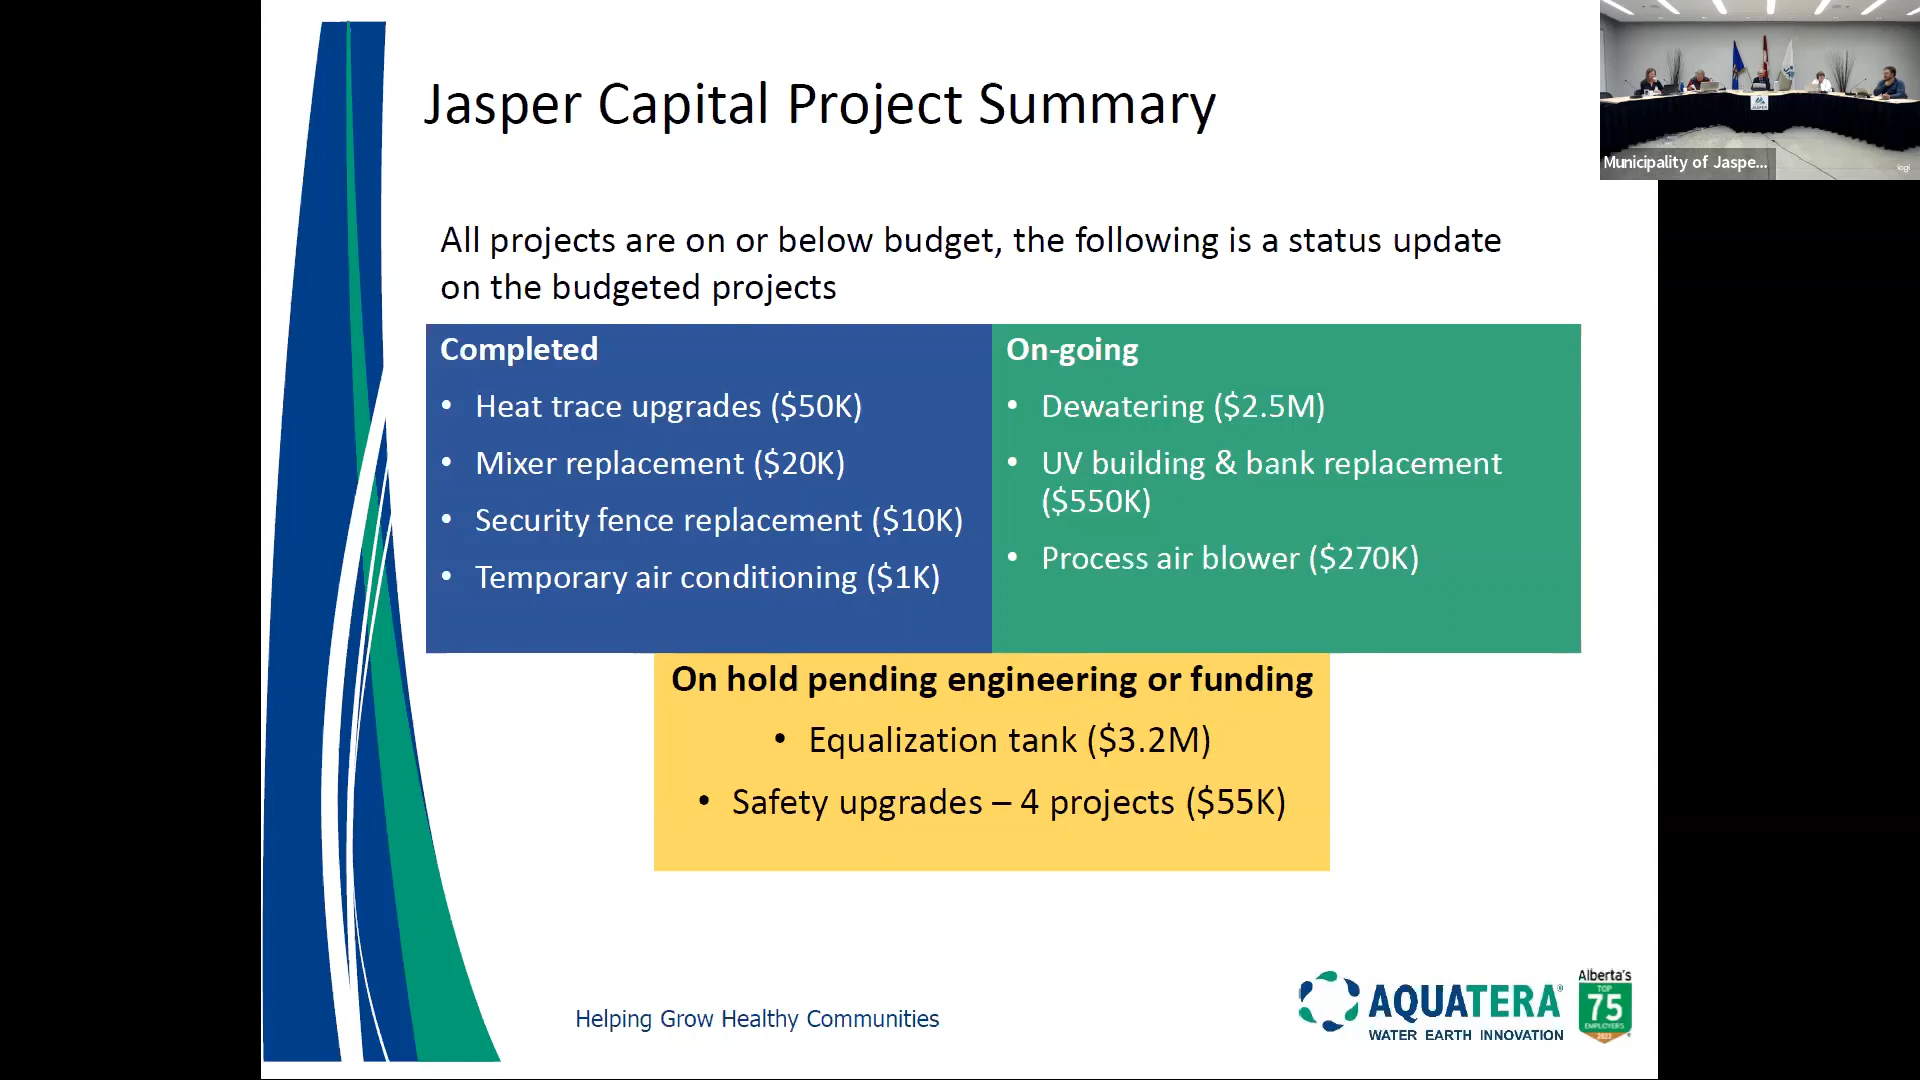 Jasper Capital Project Summary
Municipality of Jaspe...
logi
All projects are on or below budget, the following is a status update
on the budgeted projects
Completed
• Heat trace upgrades ($50K)
• Mixer replacement ($20K)
• Security fence replacement ($10K)
• Temporary air conditioning ($1K)
On-going
• Dewatering ($2.5M)
• UV building & bank replacement
($550K)
• Process air blower ($270K)
On hold pending engineering or funding
• Equalization tank ($3.2M)
• Safety upgrades – 4 projects ($55K)
Helping Grow Healthy Communities
AQUATERA®
WATER EARTH INNOVATION
Alberta's
TOP
75
EMPLOYERS
JASPER